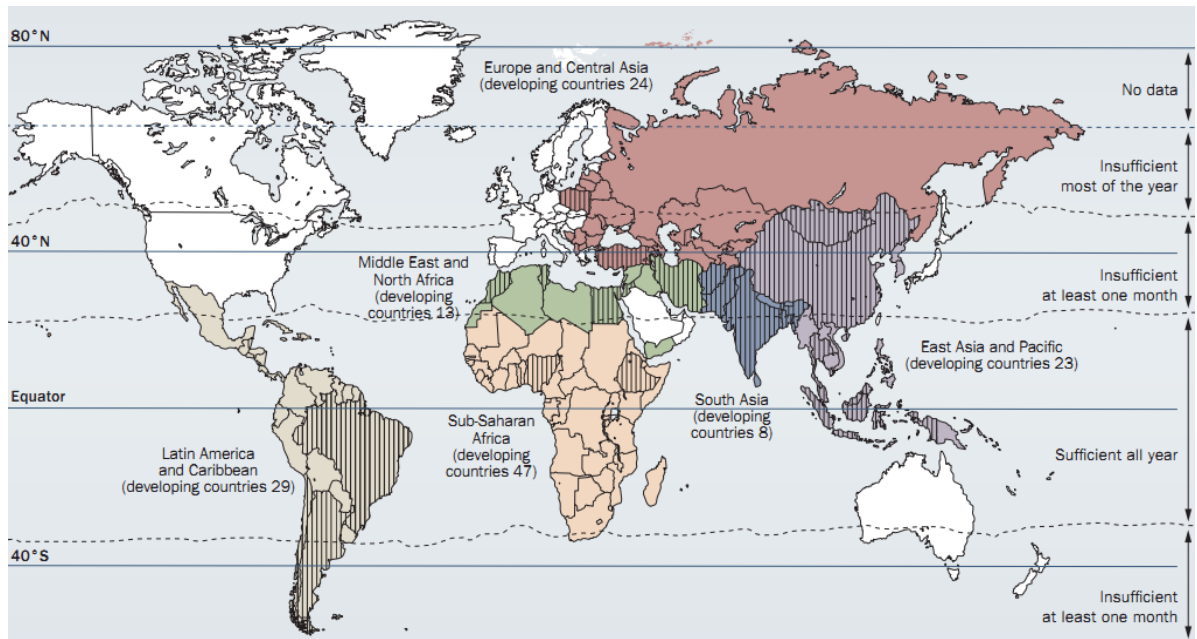 80°N
Europe and Central Asia
(developing countries 24)
No data
Insufficient
most of the year
40°N
Middle East and
North Africa
(developing
countries 13)
Insufficient
at least one month
East Asia and Pacific
(developing countries 23)
Equator
South Asia
(developing
countries 8)
Sub-Saharan
Africa
(developing
countries 47)
Latin America
and Caribbean
(developing countries 29)
Sufficient all year
40°S
Insufficient
at least one month